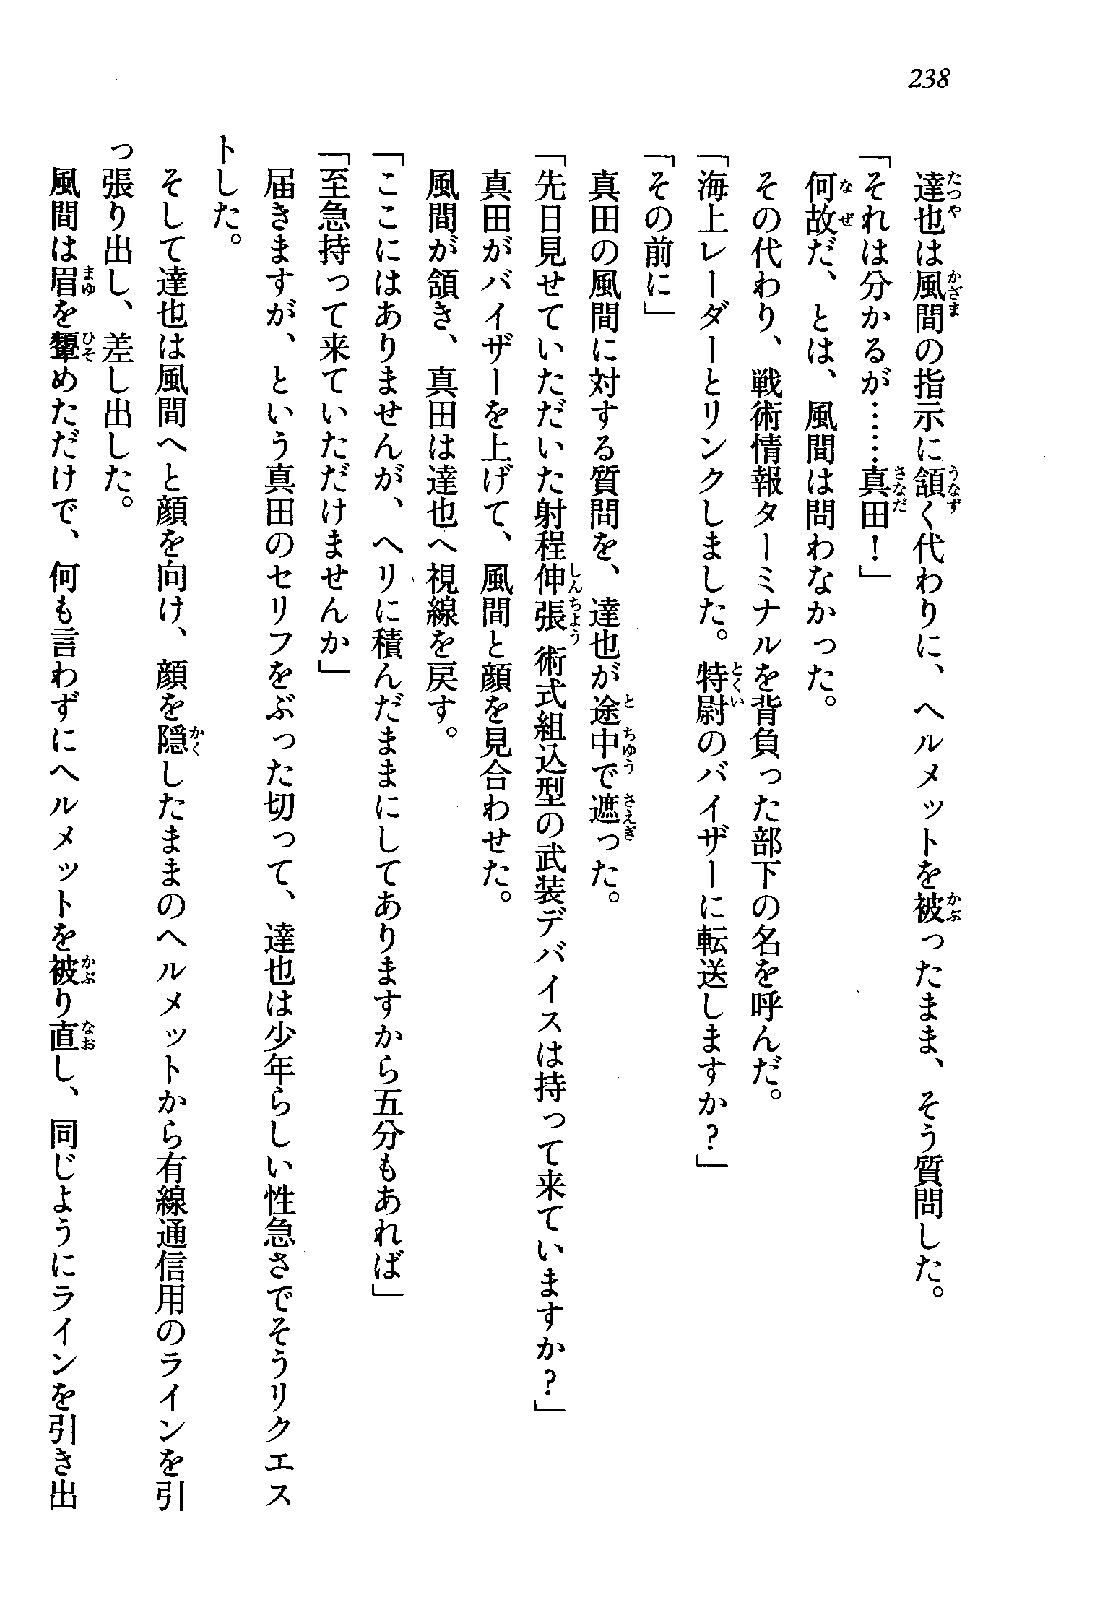 238
達也は風間の指示に頷く代わりに、ヘルメットを被ったまま、そう質問した。
「それは分かるが……真田！」
何故だ、とは、風間は問わなかった。
その代わり、戦術情報ターミナルを背負った部下の名を呼んだ。
「海上レーダーとリンクしました。特尉のバイザーに転送しますか？」
「その前に」
真田の風間に対する質問を、達也が途中で遮った。
「先日見せていただいた射程伸張術式組込型の武装デバイスは持って来ていますか？」
真田がバイザーを上げて、風間と顔を見合わせた。
風間が頷き、真田は達也へ視線を戻す。
「ここにはありませんが、ヘリに積んだままにしてありますから五分もあれば」
「至急持って来ていただけませんか」
届きますが、という真田のセリフをぶった切って、達也は少年らしい性急さでそうリクエス
トした。
そして達也は風間へと顔を向け、顔を隠したままのヘルメットから有線通信用のラインを引
っ張り出し、差し出した。
風間は眉を顰めただけで、何も言わずにヘルメットを被り直し、同じようにラインを引き出